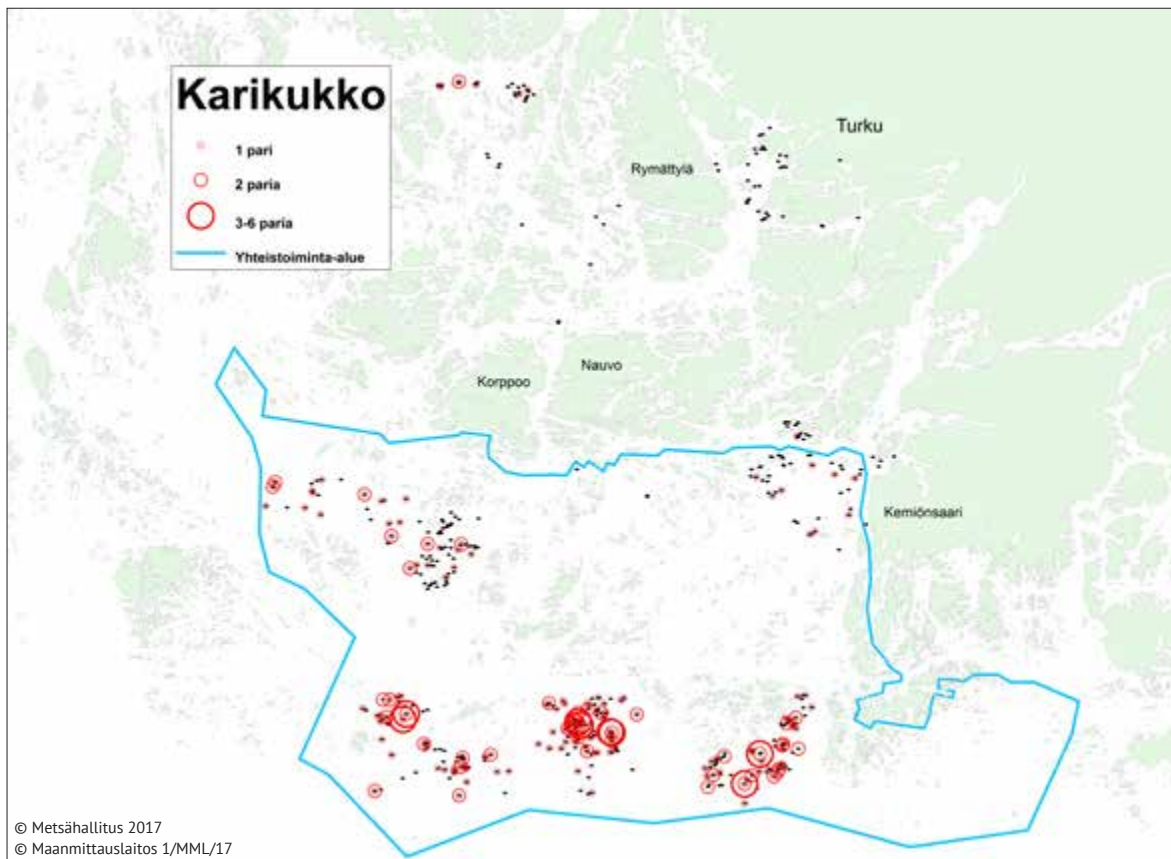 Karikukko
1 pari
2 paria
3-6 paria
Yhteistoiminta-alue
Turku
Rymättylä
Nauvo
Korppoo
Kemiönsaari
© Metsähallitus 2017
© Maanmittauslaitos 1/MML/17